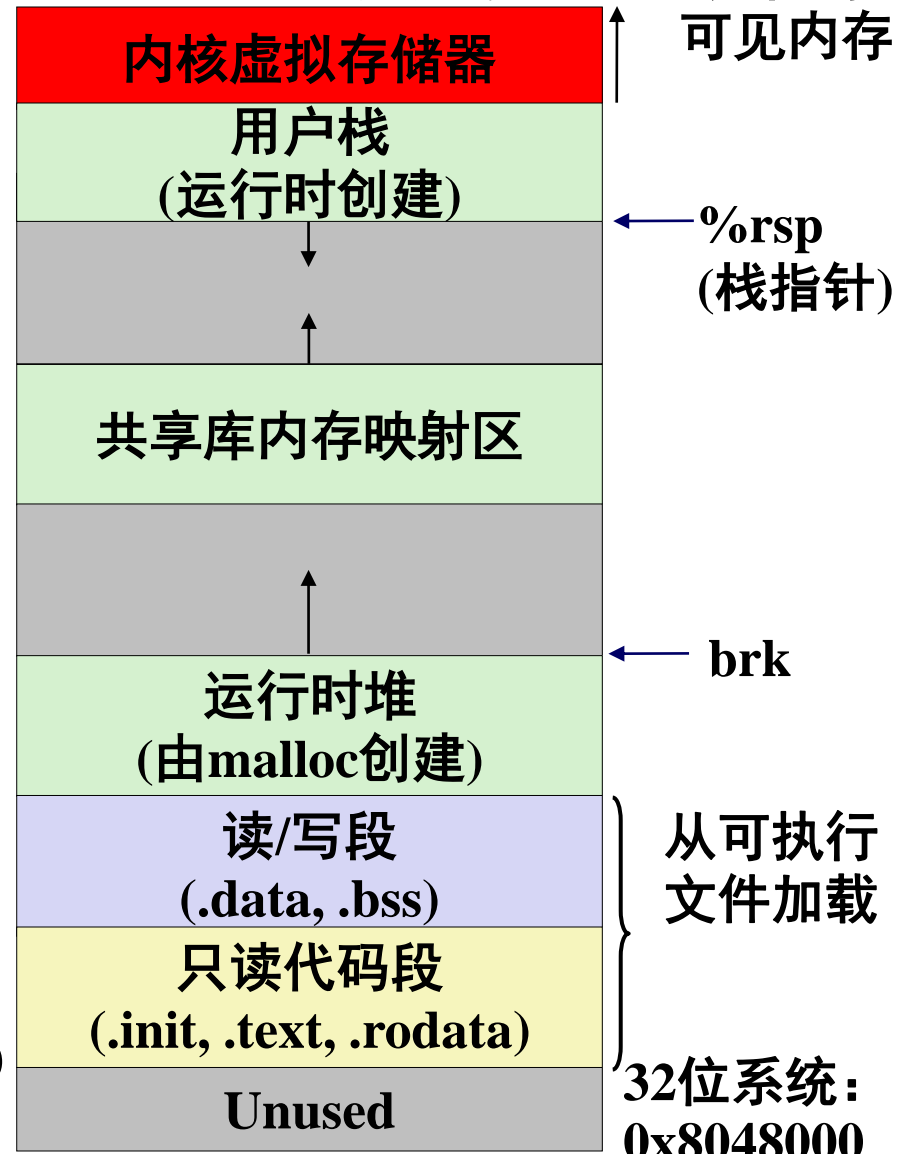 可见内存
内核虚拟存储器
用户栈
(运行时创建)
%rsp
(栈指针)
共享库内存映射区
brk
运行时堆
(由malloc创建)
读/写段
(.data, .bss)
从可执行
文件加载
只读代码段
(.init, .text, .rodata)
)
Unused
32位系统：
0x8048000